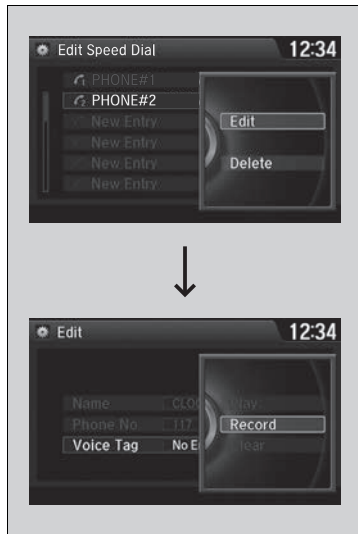 Edit Speed Dial 12:34
PHONE#1
PHONE#2
New Entry Edit
New Entry
New Entry Delete
New Entry
Edit 12:34
Name
Phone No. 117 Record
Voice Tag